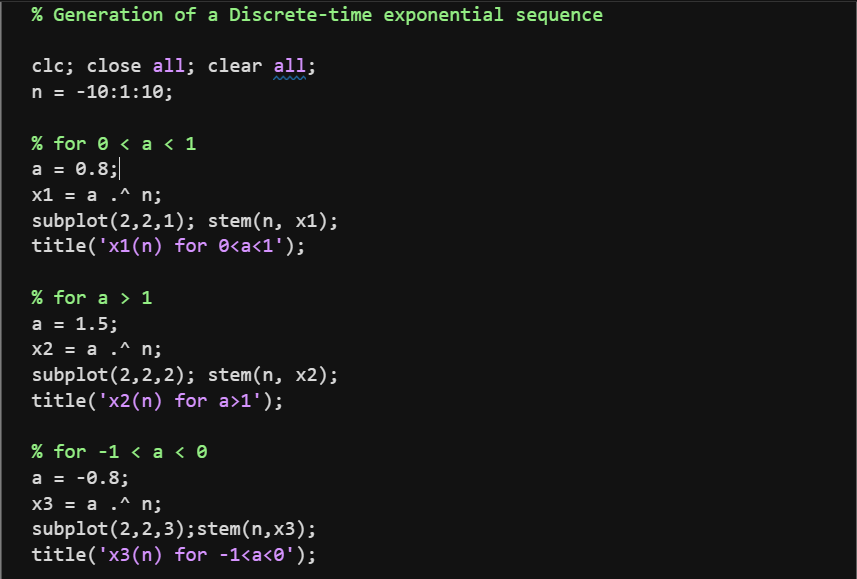 % Generation of a Discrete-time exponential sequence
clc; close all; clear all;
n = -10:1:10;
% for 0 < a < 1
a = 0.8;
x1 = a .^ n;
subplot(2,2,1); stem(n, x1);
title('x1(n) for 0<a<1');
% for a > 1
a = 1.5;
x2 = a .^ n;
subplot(2,2,2); stem(n, x2);
title('x2(n) for a>1');
% for -1 < a < 0
a = -0.8;
x3 = a .^ n;
subplot(2,2,3);stem(n,x3);
title('x3(n) for -1<a<0');